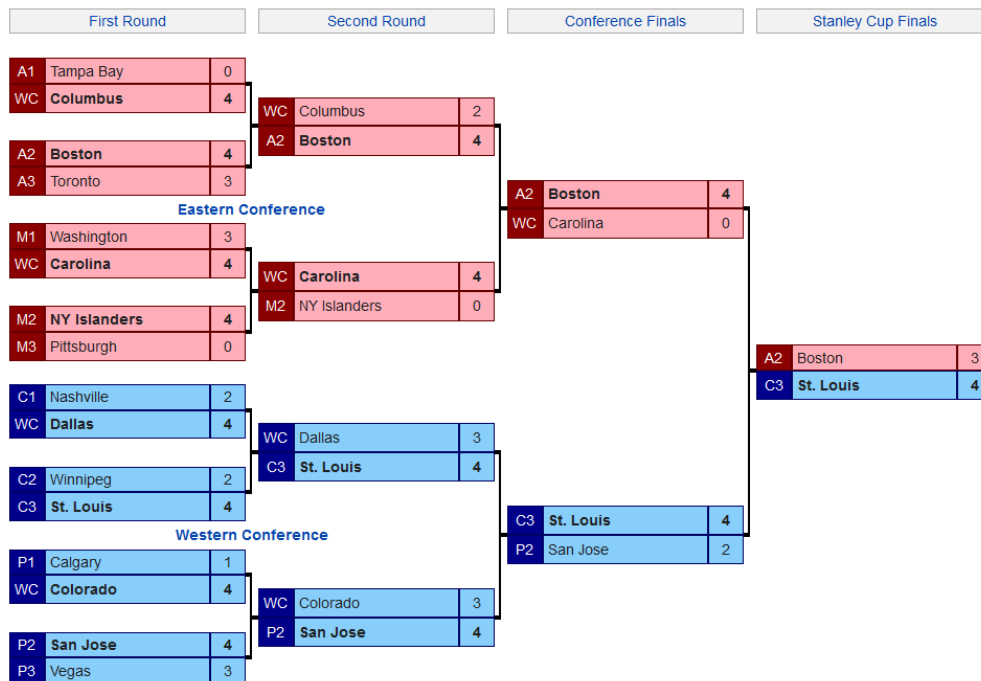 First Round Second Round Conference Finals Stanley Cup Finals
A1 Tampa Bay 0
WC Columbus 4
A2 Boston 4
A3 Toronto 3
Eastern Conference
M1 Washington 3
WC Carolina 4
M2 NY Islanders 4
M3 Pittsburgh 0
C1 Nashville 2
WC Dallas 4
C2 Winnipeg 2
C3 St. Louis 4
Western Conference
P1 Calgary 1
WC Colorado 4
P2 San Jose 4
P3 Vegas 3
WC Columbus 2
A2 Boston 4
WC Carolina 4
M2 NY Islanders 0
WC Dallas 3
C3 St. Louis 4
WC Colorado 3
P2 San Jose 4
A2 Boston 4
WC Carolina 0
C3 St. Louis 4
P2 San Jose 2
A2 Boston 3
C3 St. Louis 4